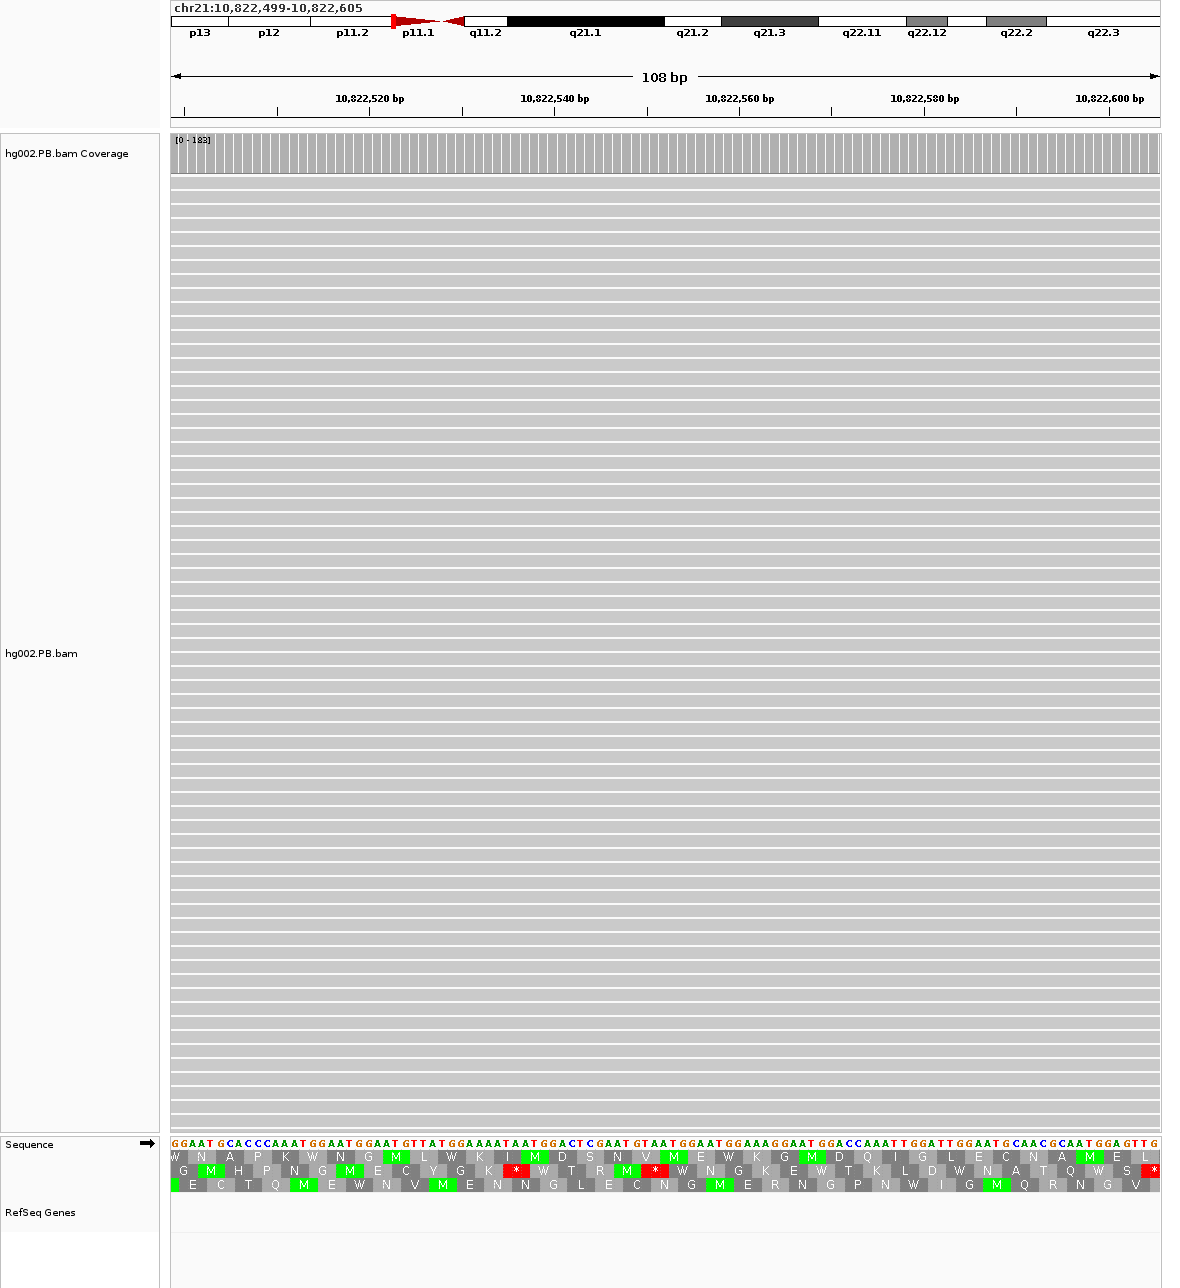 chr21:10,822,499-10,822,605
p13 p12 p11.2 p11.1 q11.2 q21.1 q21.2 q21.3 q22.11 q22.12 q22.2 q22.3
108 bp
10,822,520 bp 10,822,540 bp 10,822,560 bp 10,822,580 bp 10,822,600 bp
[0 - 183]
hg002.PB.bam Coverage
hg002.PB.bam
Sequence
GGAATGCACCCAAATGGAATGGAATGTTATGGAAAATAATGGACTCGAATGTAATGGAATGGAAAGGAATGGACCAAATTGGATTGGAATGCAACGCAATGGAGTTG
W N A P K W N G M L W K I M D S N V M E W K G M D Q I G L E C N A M E L
G M H P N G M E C Y G K * W T R M * W N G K E W T K L D W N A T Q W S *
E C T Q M E W N V M E N N G L E C N G M E R N G P N W I G M Q R N G V
RefSeq Genes